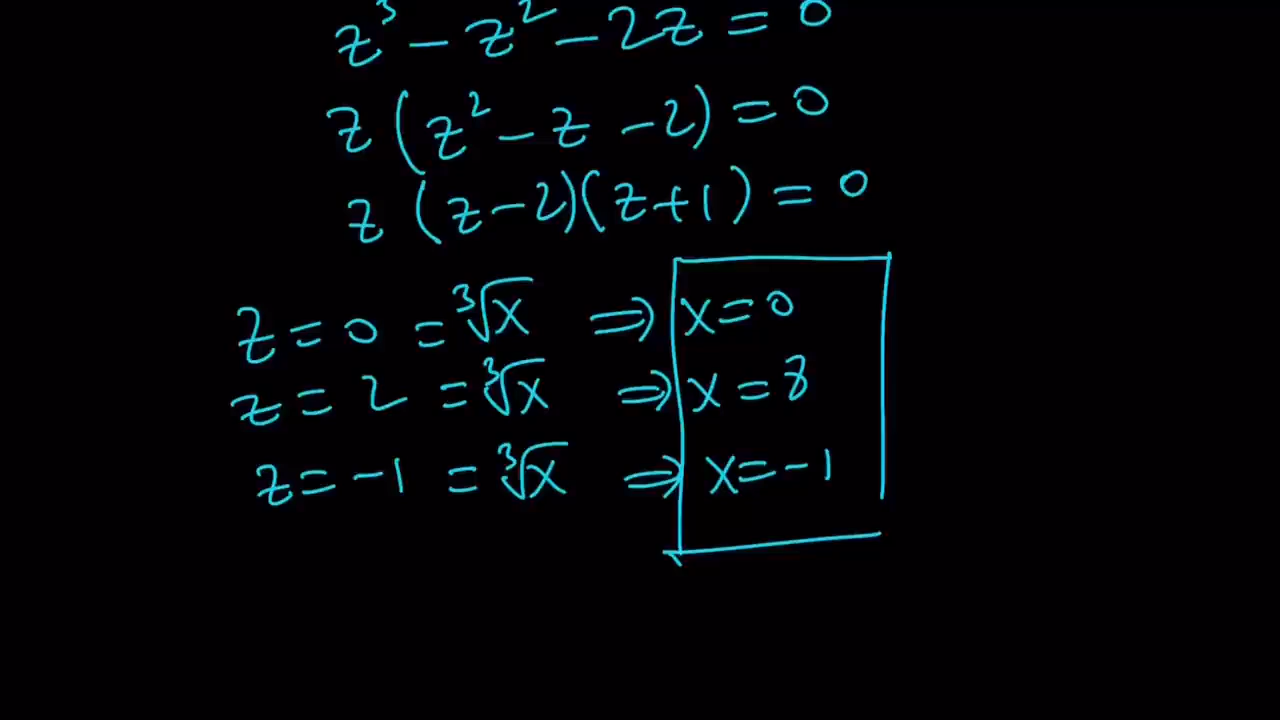 z³ - z² - 2z = 0
z (z² - z - 2) = 0
z (z - 2)(z + 1) = 0
z = 0 = ∛x ⇒ x = 0
z = 2 = ∛x ⇒ x = 8
z = -1 = ∛x ⇒ x = -1